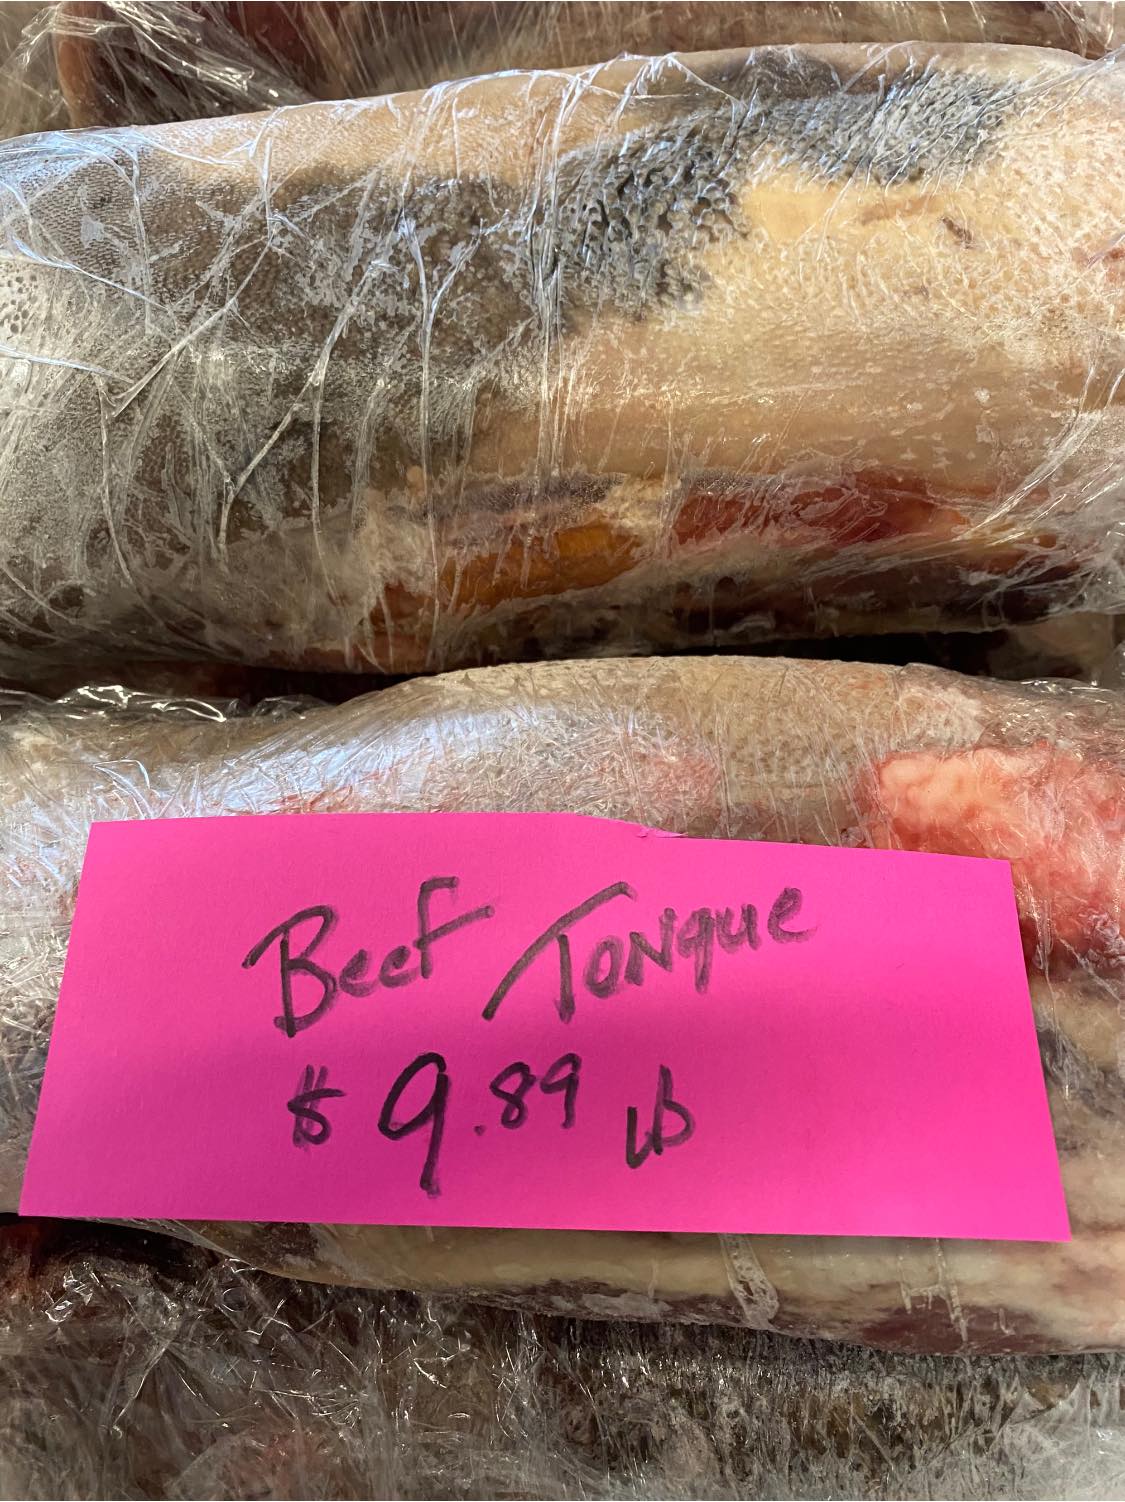 Beef Tongue
$9.89 lb